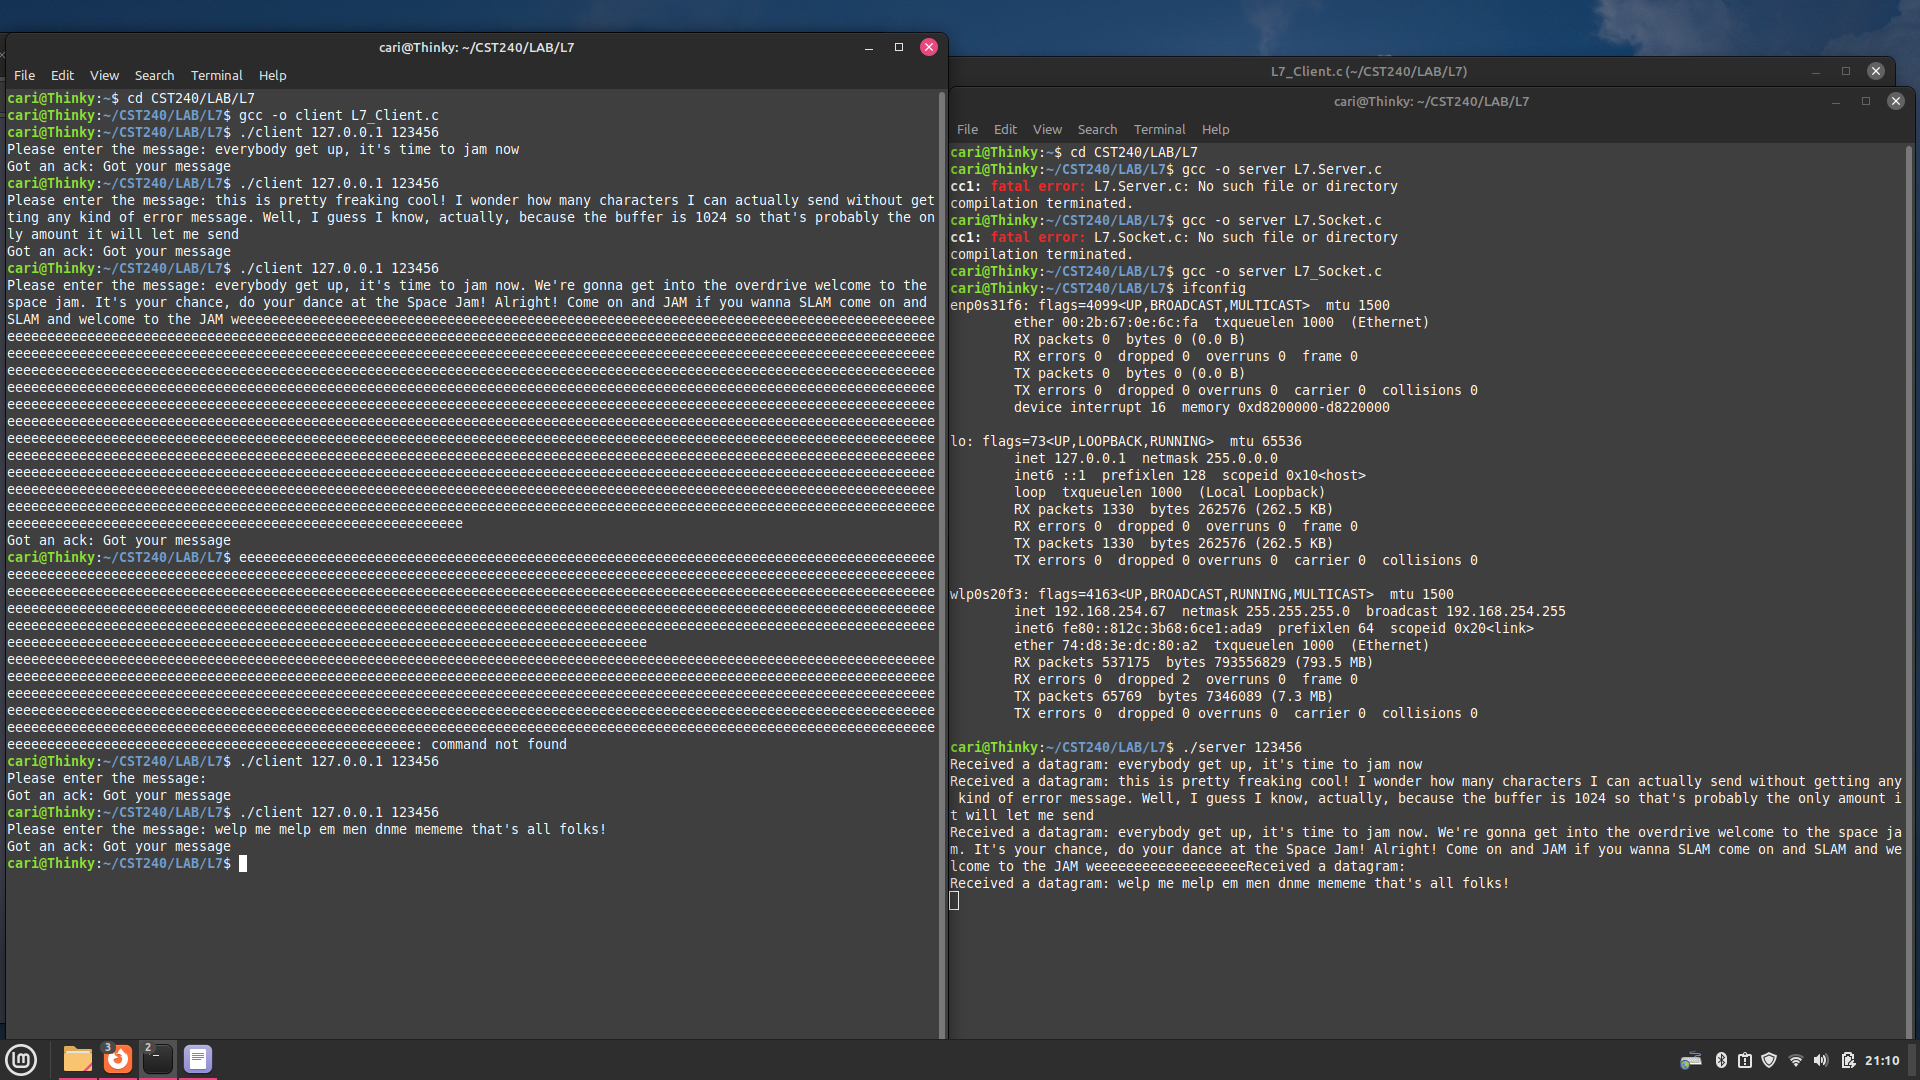 cari@Thinky: ~/CST240/LAB/L7
File Edit View Search Terminal Help
cari@Thinky:~$ cd CST240/LAB/L7
cari@Thinky:~/CST240/LAB/L7$ gcc -o client L7_Client.c
cari@Thinky:~/CST240/LAB/L7$ ./client 127.0.0.1 123456
Please enter the message: everybody get up, it's time to jam now
Got an ack: Got your message
cari@Thinky:~/CST240/LAB/L7$ ./client 127.0.0.1 123456
Please enter the message: this is pretty freaking cool! I wonder how many characters I can actually send without get
ting any kind of error message. Well, I guess I know, actually, because the buffer is 1024 so that's probably the on
ly amount it will let me send
Got an ack: Got your message
cari@Thinky:~/CST240/LAB/L7$ ./client 127.0.0.1 123456
Please enter the message: everybody get up, it's time to jam now. We're gonna get into the overdrive welcome to the
space jam. It's your chance, do your dance at the Space Jam! Alright! Come on and JAM if you wanna SLAM come on and
SLAM and welcome to the JAM
Got an ack: Got your message
cari@Thinky:~/CST240/LAB/L7$
: command not found
cari@Thinky:~/CST240/LAB/L7$ ./client 127.0.0.1 123456
Please enter the message:
Got an ack: Got your message
cari@Thinky:~/CST240/LAB/L7$ ./client 127.0.0.1 123456
Please enter the message: welp me melp em men dnme mememe that's all folks!
Got an ack: Got your message
cari@Thinky:~/CST240/LAB/L7$
L7_Client.c (~/CST240/LAB/L7)
cari@Thinky: ~/CST240/LAB/L7
File Edit View Search Terminal Help
cari@Thinky:~$ cd CST240/LAB/L7
cari@Thinky:~/CST240/LAB/L7$ gcc -o server L7.Server.c
cc1: fatal error: L7.Server.c: No such file or directory
compilation terminated.
cari@Thinky:~/CST240/LAB/L7$ gcc -o server L7.Socket.c
cc1: fatal error: L7.Socket.c: No such file or directory
compilation terminated.
cari@Thinky:~/CST240/LAB/L7$ gcc -o server L7_Socket.c
cari@Thinky:~/CST240/LAB/L7$ ifconfig
enp0s31f6: flags=4099<UP,BROADCAST,MULTICAST>  mtu 1500
ether 00:2b:67:0e:6c:fa  txqueuelen 1000  (Ethernet)
RX packets 0  bytes 0 (0.0 B)
RX errors 0  dropped 0  overruns 0  frame 0
TX packets 0  bytes 0 (0.0 B)
TX errors 0  dropped 0 overruns 0  carrier 0  collisions 0
device interrupt 16  memory 0xd8200000-d8220000
lo: flags=73<UP,LOOPBACK,RUNNING>  mtu 65536
inet 127.0.0.1  netmask 255.0.0.0
inet6 ::1  prefixlen 128  scopeid 0x10<host>
loop  txqueuelen 1000  (Local Loopback)
RX packets 1330  bytes 262576 (262.5 KB)
RX errors 0  dropped 0  overruns 0  frame 0
TX packets 1330  bytes 262576 (262.5 KB)
TX errors 0  dropped 0 overruns 0  carrier 0  collisions 0
wlp0s20f3: flags=4163<UP,BROADCAST,RUNNING,MULTICAST>  mtu 1500
inet 192.168.254.67  netmask 255.255.255.0  broadcast 192.168.254.255
inet6 fe80::812c:3b68:6ce1:ada9  prefixlen 64  scopeid 0x20<link>
ether 74:d8:3e:dc:80:a2  txqueuelen 1000  (Ethernet)
RX packets 537175  bytes 793556829 (793.5 MB)
RX errors 0  dropped 2  overruns 0  frame 0
TX packets 65769  bytes 7346089 (7.3 MB)
TX errors 0  dropped 0 overruns 0  carrier 0  collisions 0
cari@Thinky:~/CST240/LAB/L7$ ./server 123456
Received a datagram: everybody get up, it's time to jam now
Received a datagram: this is pretty freaking cool! I wonder how many characters I can actually send without getting any
kind of error message. Well, I guess I know, actually, because the buffer is 1024 so that's probably the only amount i
t will let me send
Received a datagram: everybody get up, it's time to jam now. We're gonna get into the overdrive welcome to the space ja
m. It's your chance, do your dance at the Space Jam! Alright! Come on and JAM if you wanna SLAM come on and SLAM and we
lcome to the JAM weeeeeeeeeeeeeeeeeeeReceived a datagram:
Received a datagram: welp me melp em men dnme mememe that's all folks!
3
2
21:10